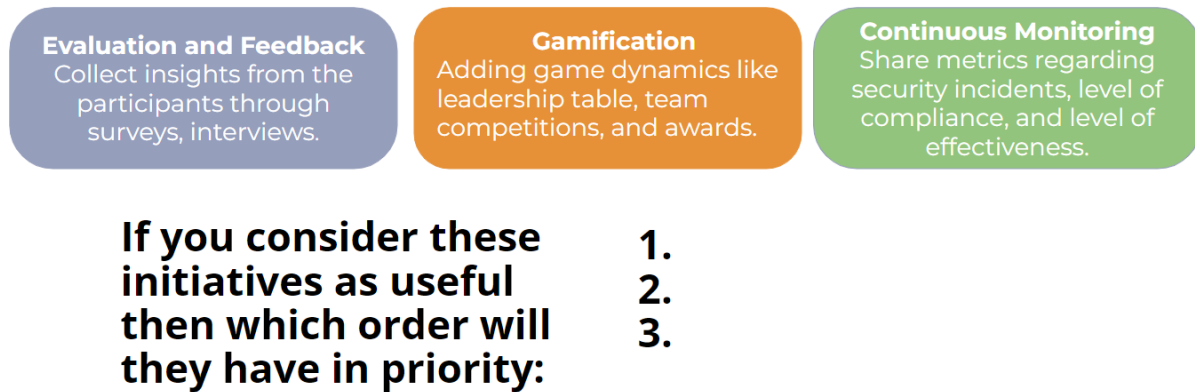 Evaluation and Feedback
Collect insights from the
participants through
surveys, interviews.
Gamification
Adding game dynamics like
leadership table, team
competitions, and awards.
Continuous Monitoring
Share metrics regarding
security incidents, level of
compliance, and level of
effectiveness.
If you consider these
initiatives as useful
then which order will
they have in priority:
1.
2.
3.